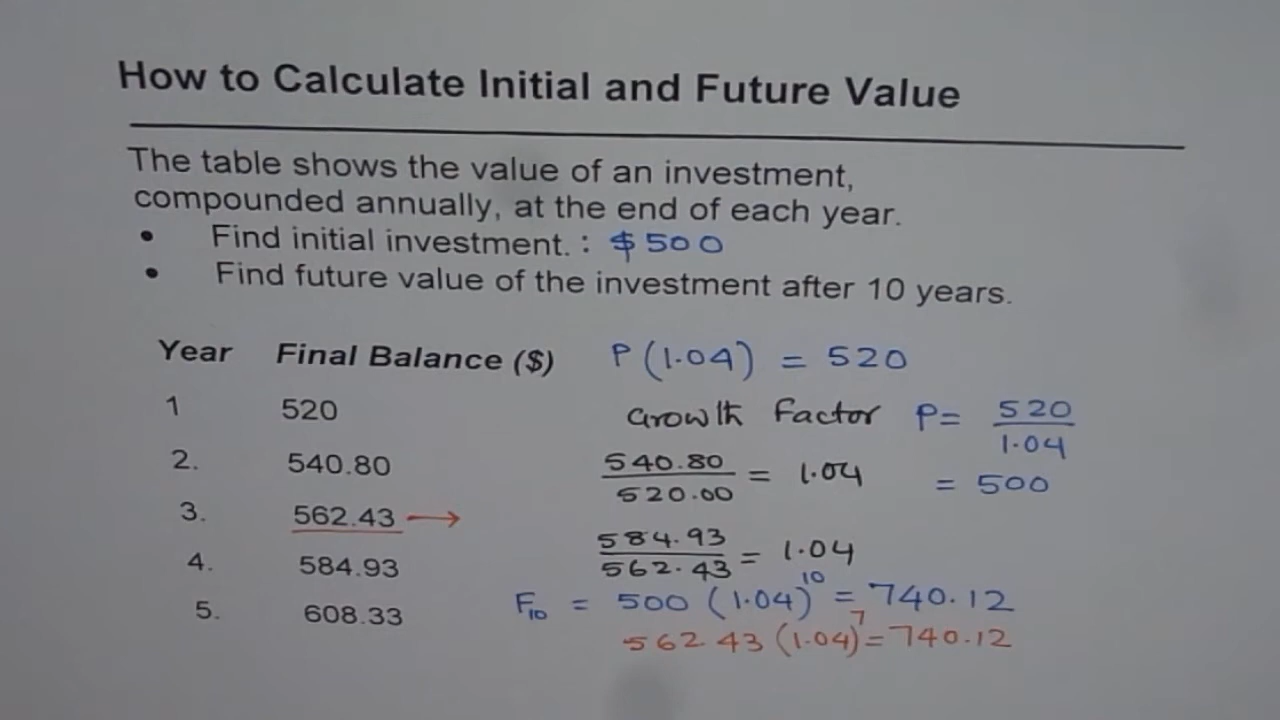 How to Calculate Initial and Future Value
The table shows the value of an investment,
compounded annually, at the end of each year.
• Find initial investment. : $500
• Find future value of the investment after 10 years.
Year Final Balance ($) P(1.04) = 520
1 520 Growth Factor P= 520/1.04
2. 540.80 540.80/520.00 = 1.04 = 500
3. 562.43 →
4. 584.93 584.93/562.43 = 1.04
5. 608.33 F₁₀ = 500 (1.04)¹⁰ = 740.12
562 43 (1.04)⁷ = 740.12